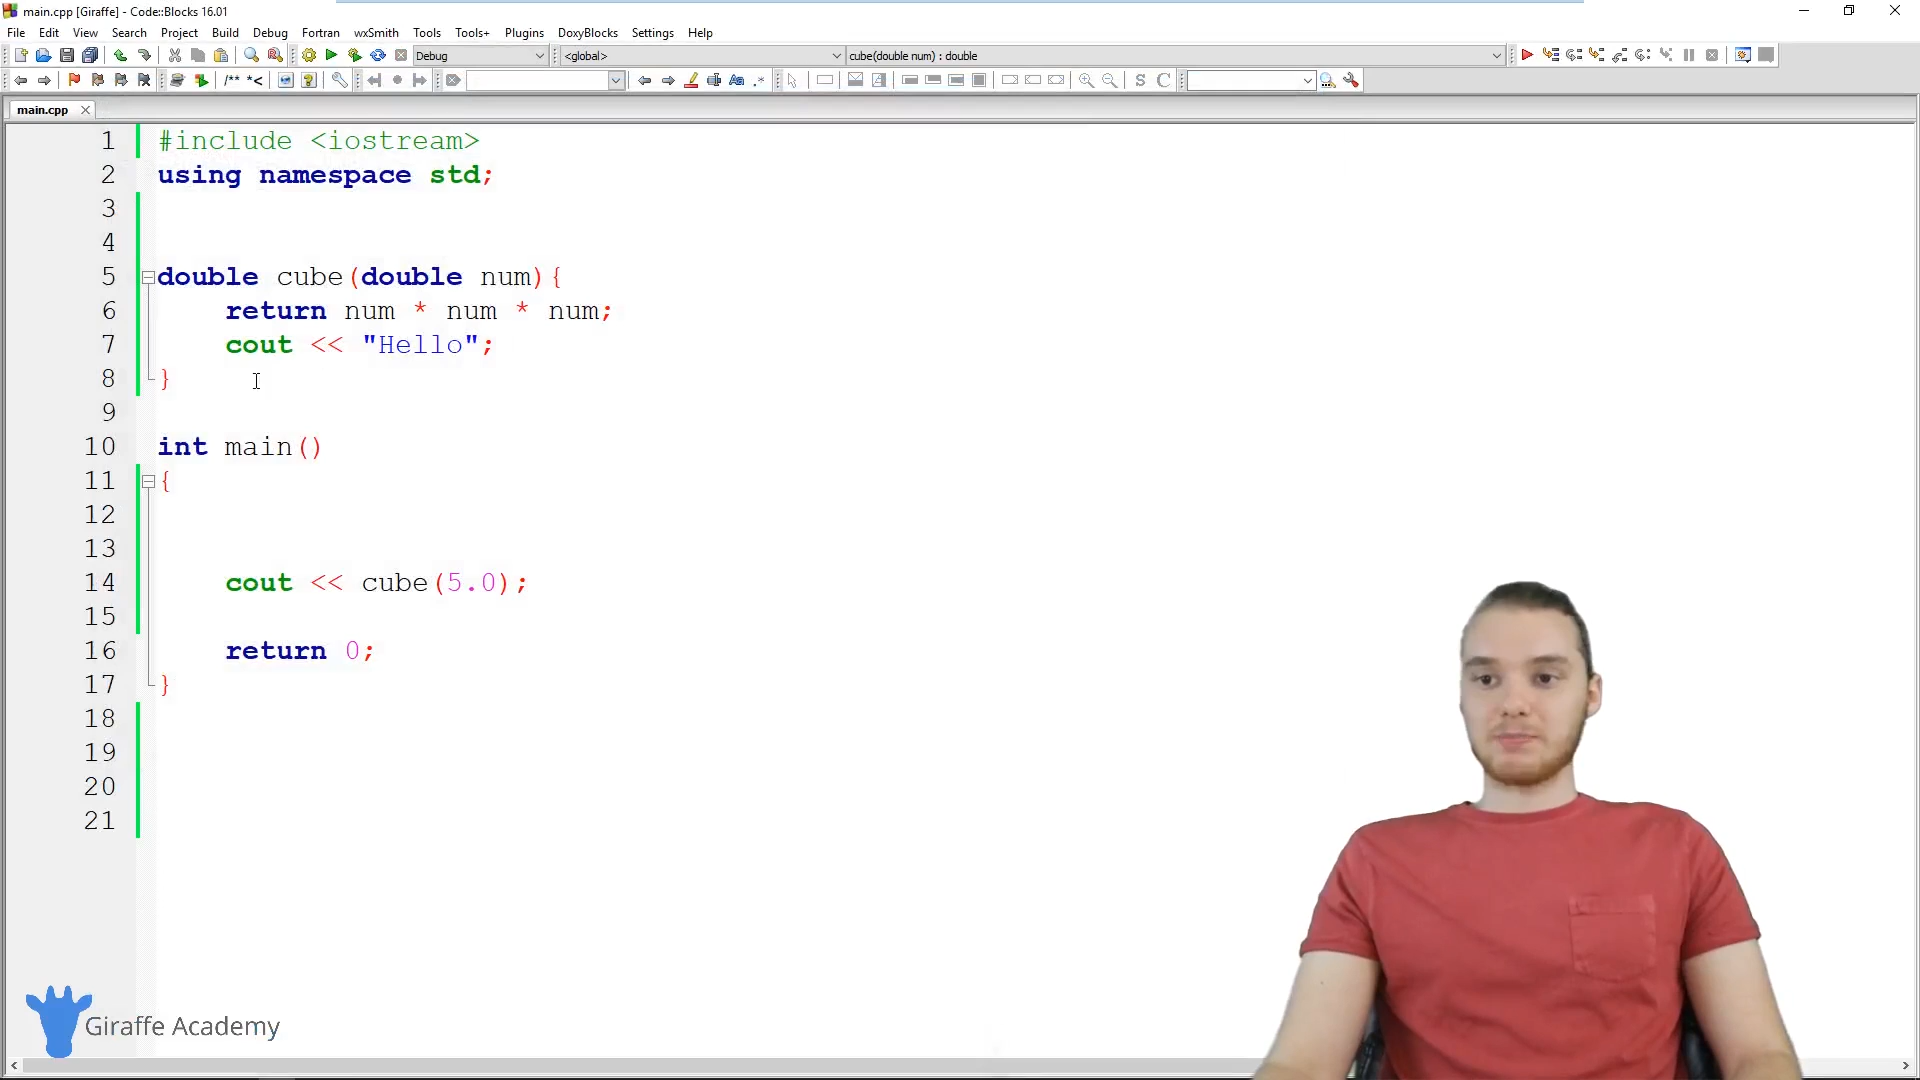 main.cpp [Giraffe] - Code::Blocks 16.01
File Edit View Search Project Build Debug Fortran wxSmith Tools Tools+ Plugins DoxyBlocks Settings Help
Debug <global> cube(double num) : double
/** *< Aa .* S C
main.cpp
1 #include <iostream>
2 using namespace std;
3
4
5 double cube(double num){
6 return num * num * num;
7 cout << "Hello";
8 }
9
10 int main()
11 {
12
13
14 cout << cube(5.0);
15
16 return 0;
17 }
18
19
20
21
Giraffe Academy